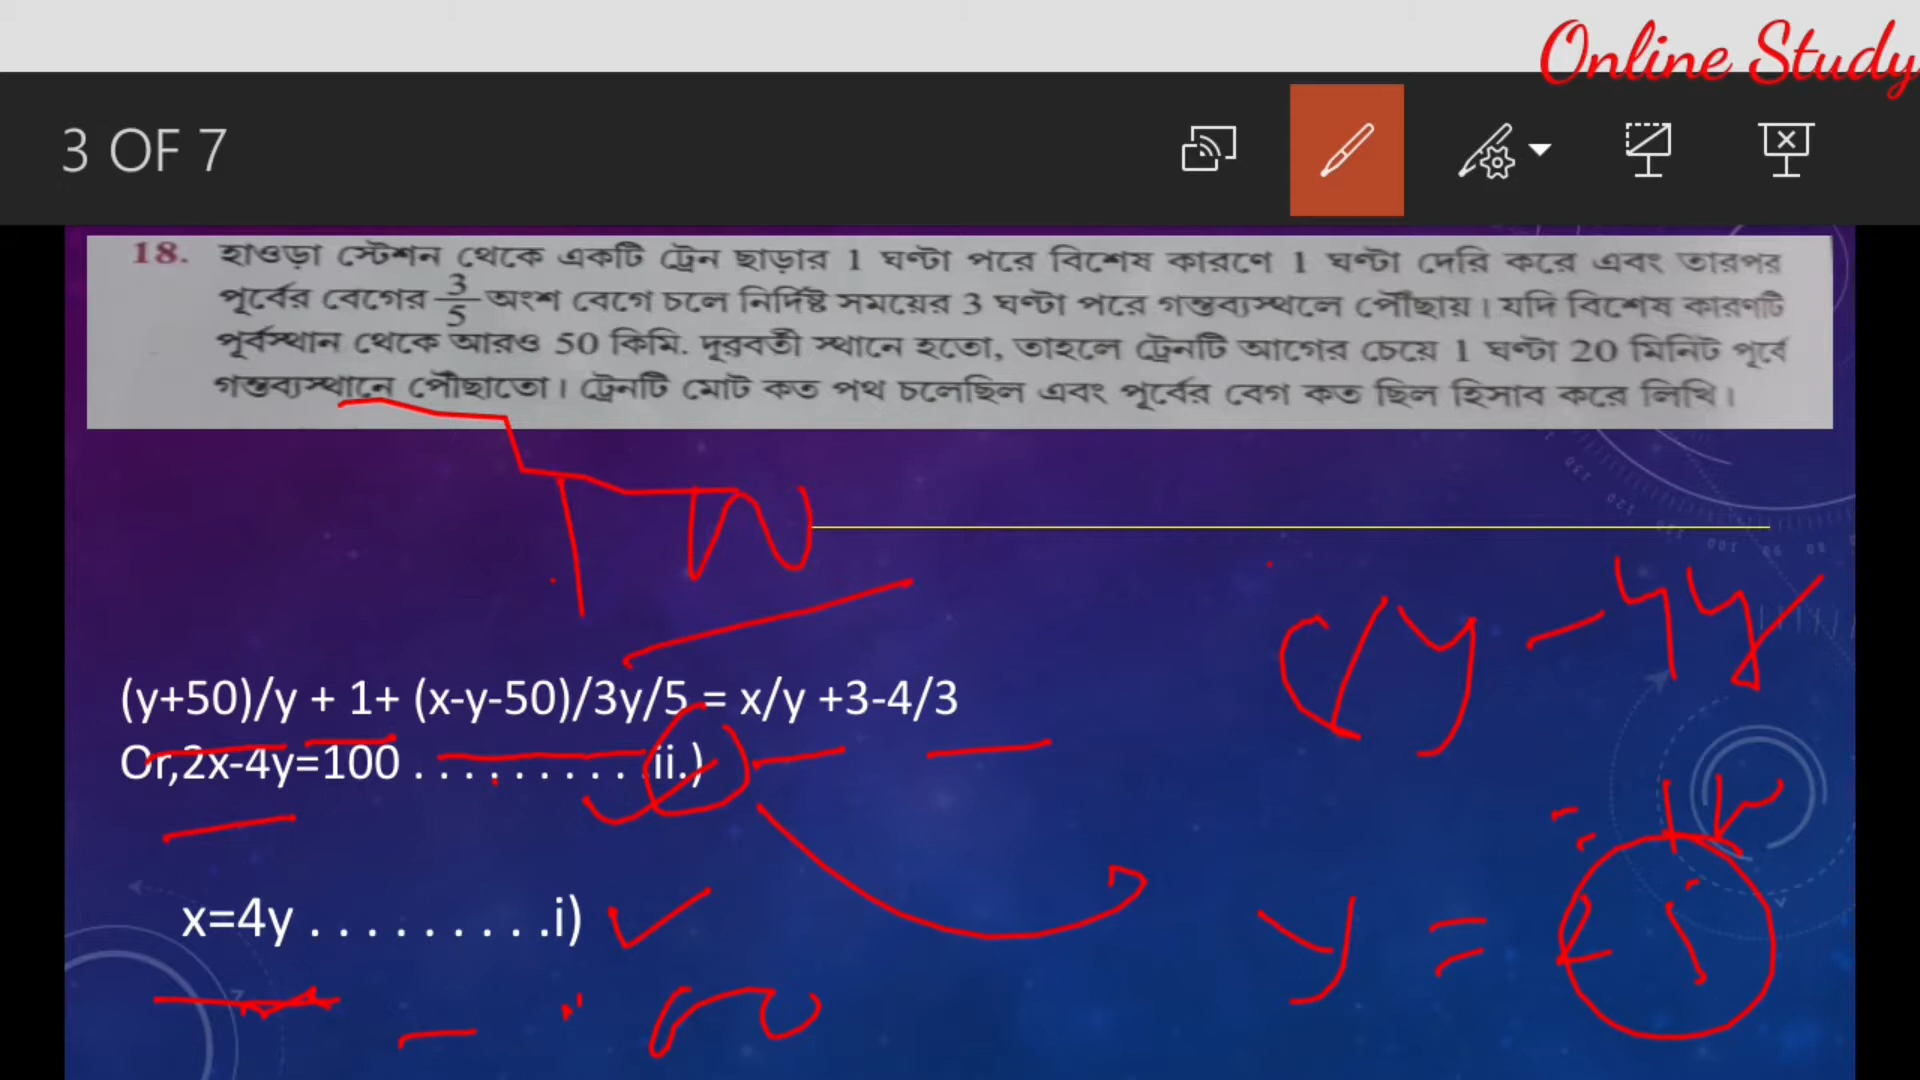 Online Study
3 OF 7
18. হাওড়া স্টেশন থেকে একটি ট্রেন ছাড়ার 1 ঘণ্টা পরে বিশেষ কারণে 1 ঘণ্টা দেরি করে এবং তারপর
পূর্বের বেগের 3/5 অংশ বেগে চলে নির্দিষ্ট সময়ের 3 ঘণ্টা পরে গন্তব্যস্থলে পৌঁছায়। যদি বিশেষ কারণটি
পূর্বস্থান থেকে আরও 50 কিমি. দূরবর্তী স্থানে হতো, তাহলে ট্রেনটি আগের চেয়ে 1 ঘণ্টা 20 মিনিট পূর্বে
গন্তব্যস্থানে পৌঁছাতো। ট্রেনটি মোট কত পথ চলেছিল এবং পূর্বের বেগ কত ছিল হিসাব করে লিখি।
(y+50)/y + 1+ (x-y-50)/3y/5 = x/y +3-4/3
Or,2x-4y=100 . . . . . . . . . .ii.)
x=4y . . . . . . . . .i)
y =